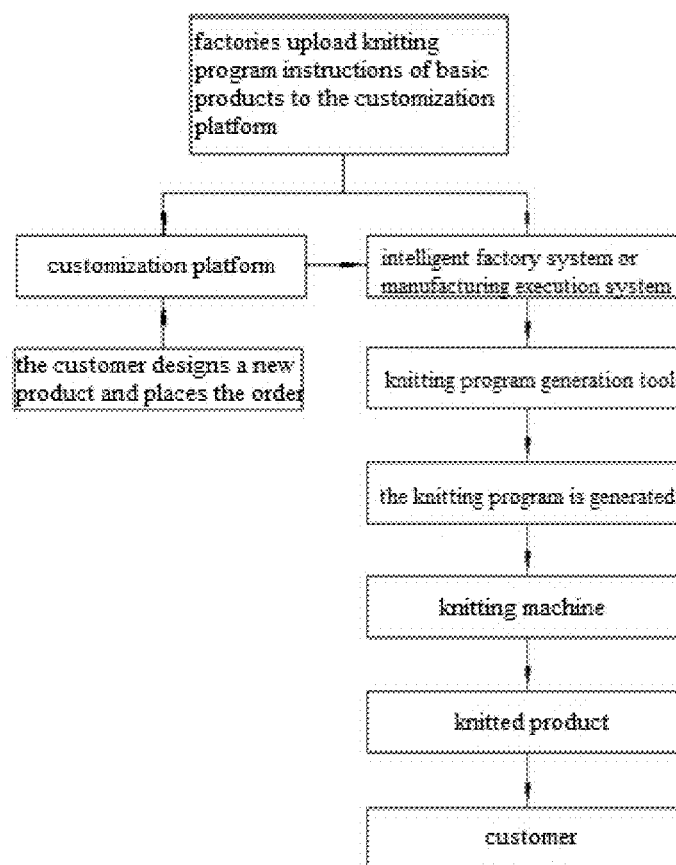 factories upload knitting
program instructions of basic
products to the customization
platform
customization platform
intelligent factory system or
manufacturing execution system
the customer designs a new
product and places the order
knitting program generation tool
the knitting program is generated
knitting machine
knitted product
customer